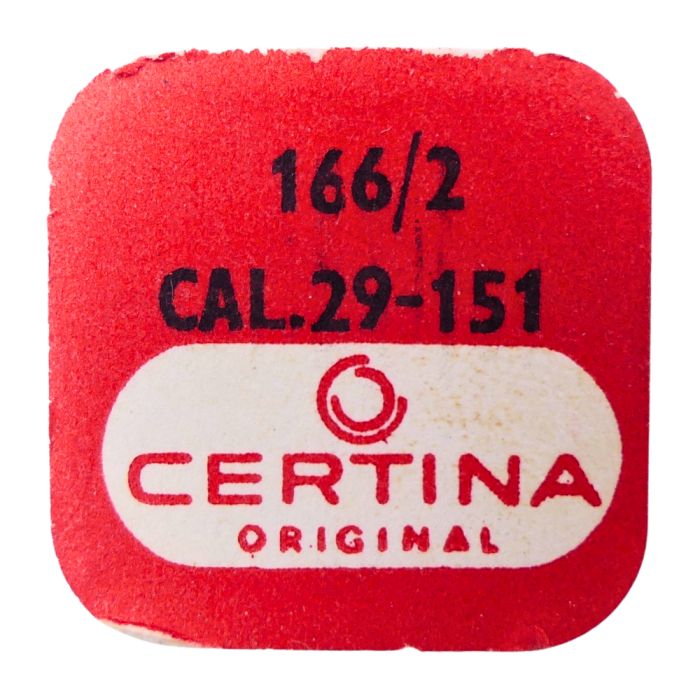 166/2
CAL.29-151
CERTINA
ORIGINAL